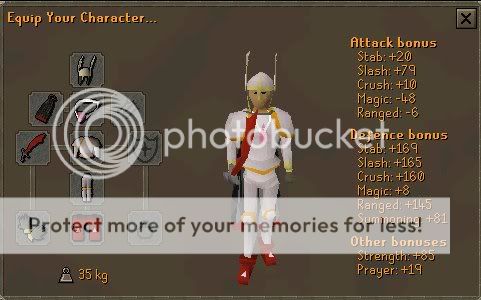 Equip Your Character...
Attack bonus
Stab: +20
Slash: +79
Crush: +10
Magic: -48
Ranged: -6
Defence bonus
Stab: +169
Slash: +165
Crush: +160
Magic: +8
Ranged: +145
Summoning: +81
Other bonuses
Strength: +85
Prayer: +19
35 kg
photobucket
Protect more of your memories for less!